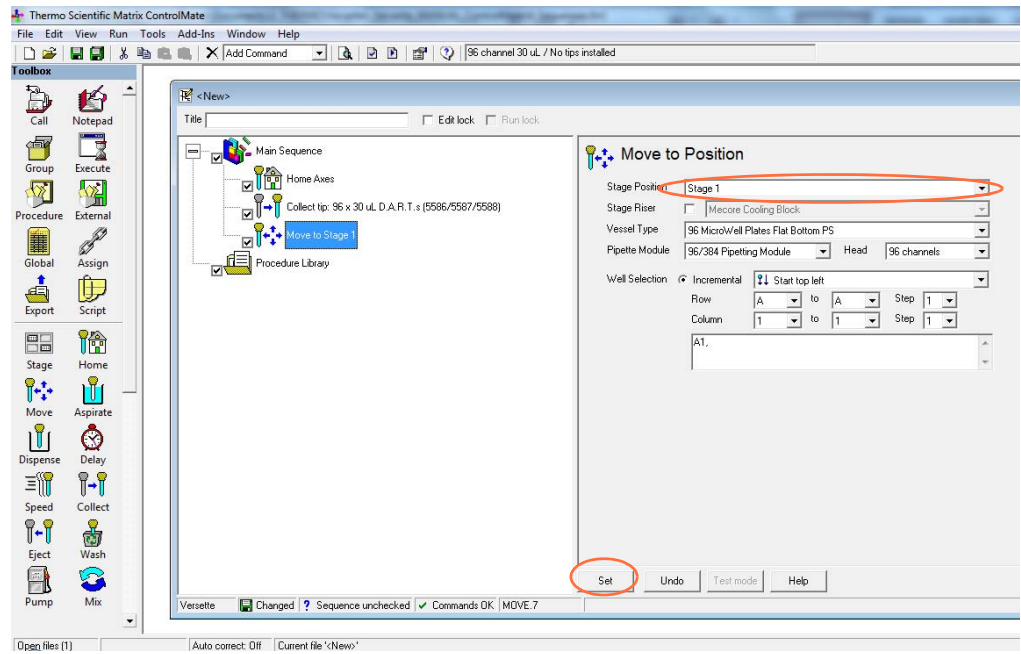 Thermo Scientific Matrix ControlMate
File Edit View Run Tools Add-Ins Window Help
Add Command 96 channel 30 uL / No tips installed
Toolbox
Call Notepad
Group Execute
Procedure External
Global Assign
Export Script
Stage Home
Move Aspirate
Dispense Delay
Speed Collect
Eject Wash
Pump Mix
<New>
Title Edit lock Run lock
Main Sequence
Home Axes
Collect tip: 96 x 30 uL D.A.R.T.s (5586/5587/5588)
Move to Stage 1
Procedure Library
Move to Position
Stage Position Stage 1
Stage Riser Mecore Cooling Block
Vessel Type 96 MicroWell Plates Flat Bottom PS
Pipette Module 96/384 Pipetting Module Head 96 channels
Well Selection Incremental Start top left
Row A to A Step 1
Column 1 to 1 Step 1
A1,
Set Undo Test mode Help
Versette Changed ? Sequence unchecked Commands OK MOVE.7
Open files (1) Auto correct: Off Current file '<New>'